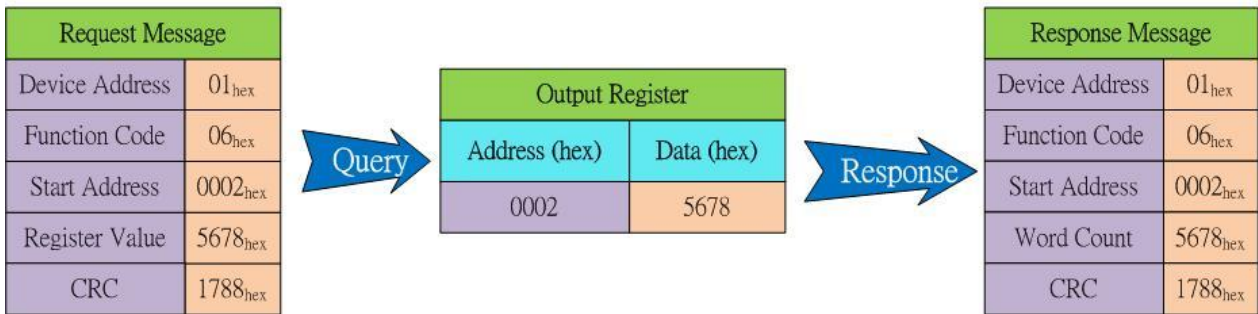 Request Message
Device Address 01hex
Function Code 06hex
Start Address 0002hex
Register Value 5678hex
CRC 1788hex
Query
Output Register
Address (hex) Data (hex)
0002 5678
Response
Response Message
Device Address 01hex
Function Code 06hex
Start Address 0002hex
Word Count 5678hex
CRC 1788hex